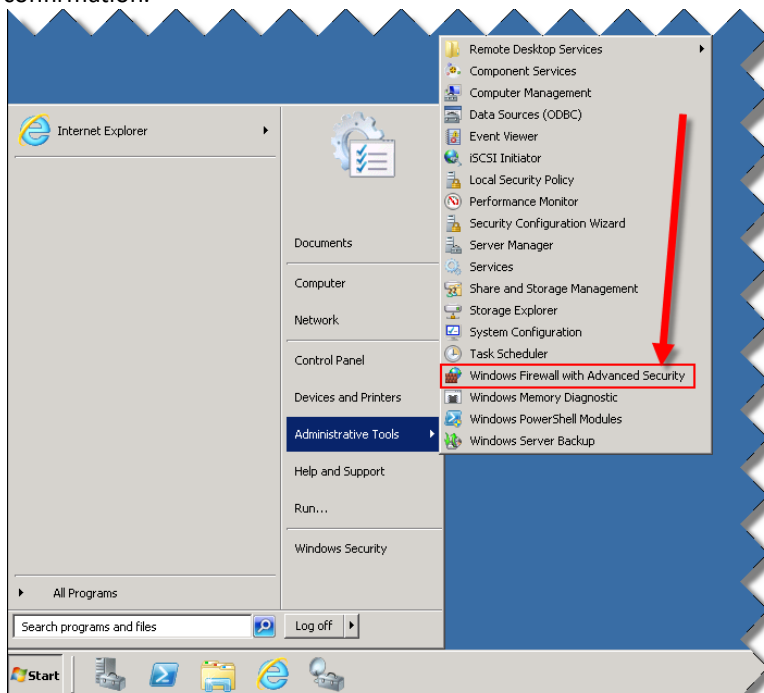 confirmation.
Internet Explorer
Documents
Computer
Network
Control Panel
Devices and Printers
Administrative Tools
Help and Support
Run...
Windows Security
Remote Desktop Services
Component Services
Computer Management
Data Sources (ODBC)
Event Viewer
iSCSI Initiator
Local Security Policy
Performance Monitor
Security Configuration Wizard
Server Manager
Services
Share and Storage Management
Storage Explorer
System Configuration
Task Scheduler
Windows Firewall with Advanced Security
Windows Memory Diagnostic
Windows PowerShell Modules
Windows Server Backup
All Programs
Search programs and files
Log off
Start